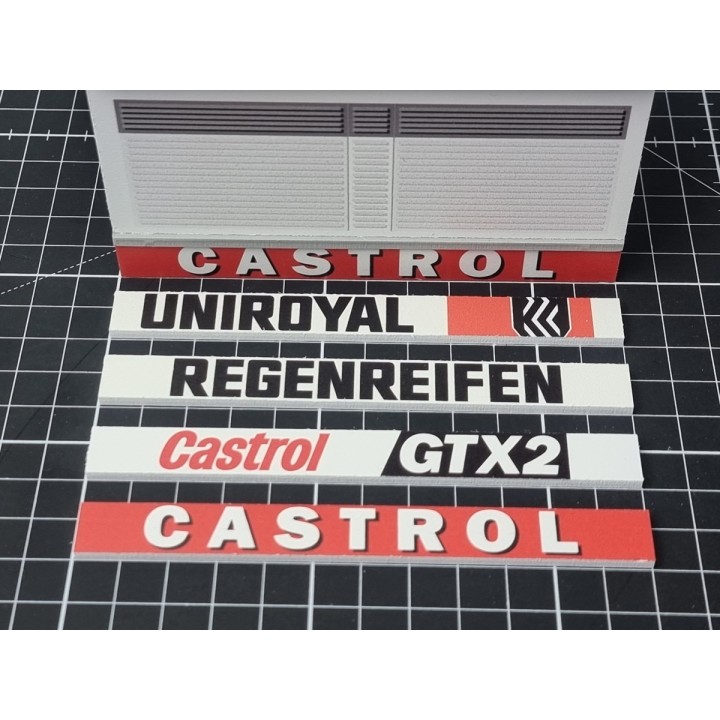 CASTROL
UNIROYAL
REGENREIFEN
Castrol GTX2
CASTROL